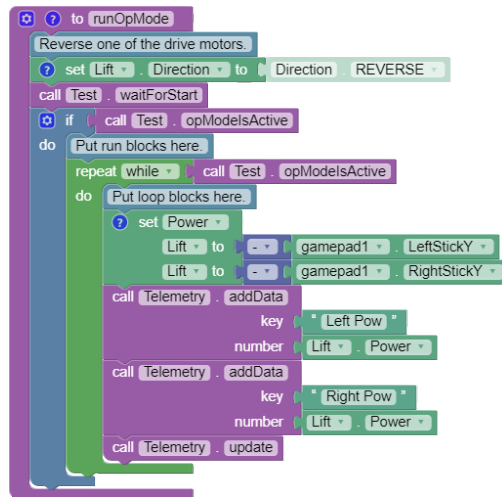 to runOpMode
Reverse one of the drive motors.
set Lift . Direction to Direction . REVERSE
call Test . waitForStart
if call Test . opModeIsActive
do Put run blocks here.
repeat while call Test . opModeIsActive
do Put loop blocks here.
set Power
Lift to - gamepad1 . LeftStickY
Lift to - gamepad1 . RightStickY
call Telemetry . addData
key " Left Pow "
number Lift . Power
call Telemetry . addData
key " Right Pow "
number Lift . Power
call Telemetry . update